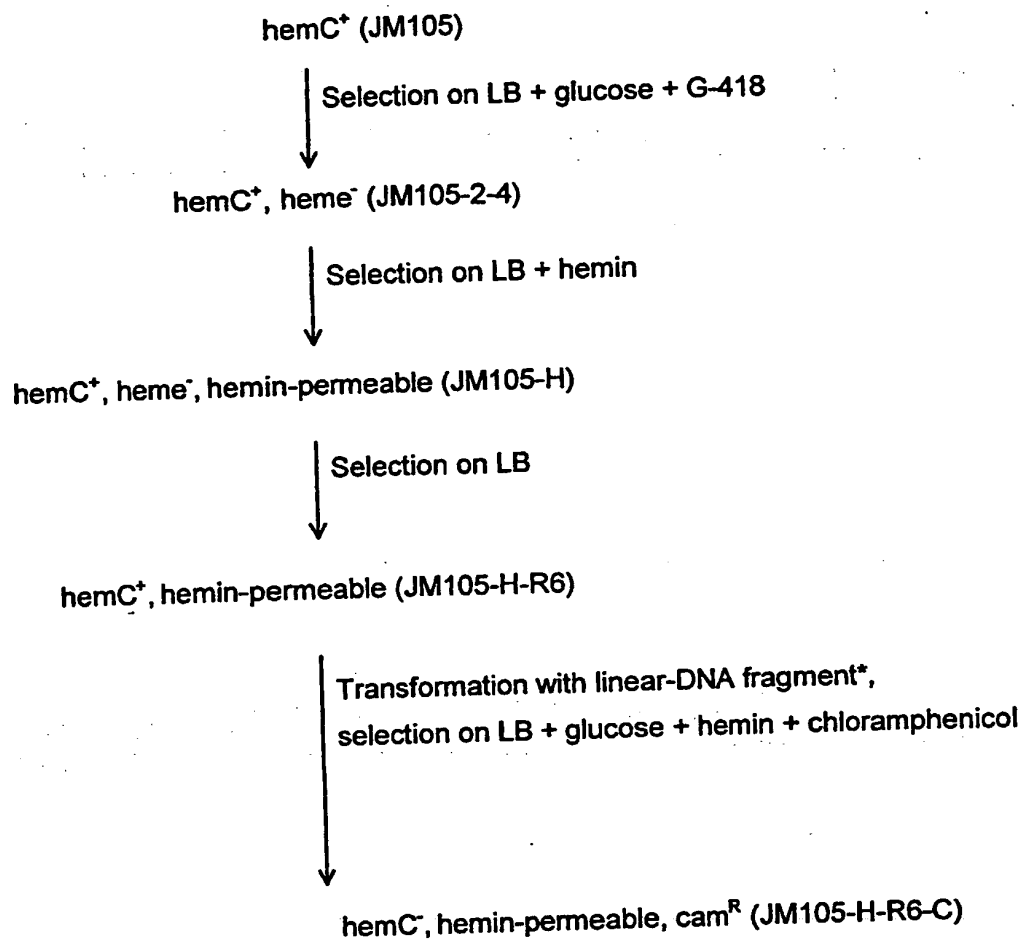 hemC⁺ (JM105)
Selection on LB + glucose + G-418
hemC⁺, heme⁻ (JM105-2-4)
Selection on LB + hemin
hemC⁺, heme⁻, hemin-permeable (JM105-H)
Selection on LB
hemC⁺, hemin-permeable (JM105-H-R6)
Transformation with linear-DNA fragment*,
selection on LB + glucose + hemin + chloramphenicol
hemC⁻, hemin-permeable, camᴿ (JM105-H-R6-C)